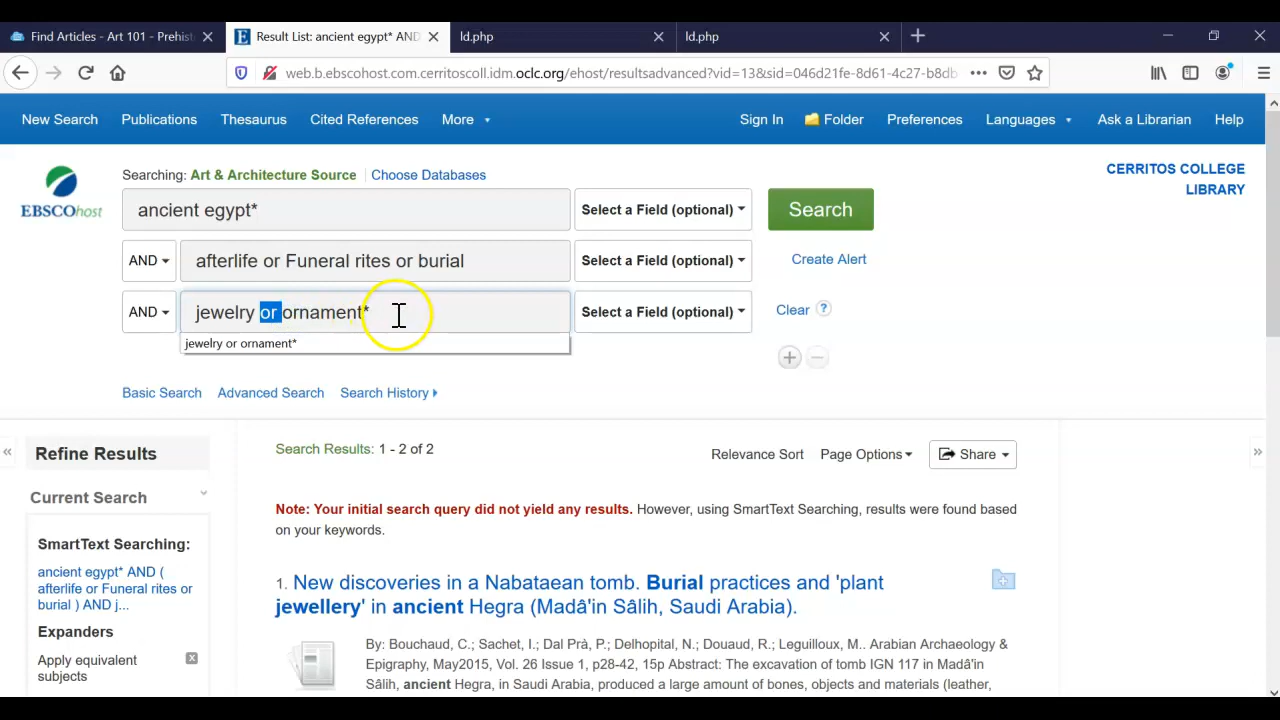 Find Articles - Art 101 - Prehist
Result List: ancient egypt* AND
ld.php
ld.php
web.b.ebscohost.com.cerritoscoll.idm.oclc.org/ehost/resultsadvanced?vid=13&sid=046d21fe-8d61-4c27-b8db
New Search Publications Thesaurus Cited References More Sign In Folder Preferences Languages Ask a Librarian Help
Searching: Art & Architecture Source Choose Databases
CERRITOS COLLEGE
LIBRARY
EBSCOhost
ancient egypt* Select a Field (optional) Search
AND afterlife or Funeral rites or burial Select a Field (optional) Create Alert
AND jewelry or ornament* Select a Field (optional) Clear ?
jewelry or ornament*
Basic Search Advanced Search Search History
Refine Results
Search Results: 1 - 2 of 2
Relevance Sort Page Options Share
Current Search
Note: Your initial search query did not yield any results. However, using SmartText Searching, results were found based
on your keywords.
SmartText Searching:
ancient egypt* AND (
afterlife or Funeral rites or
burial ) AND j...
Expanders
Apply equivalent
subjects
1. New discoveries in a Nabataean tomb. Burial practices and 'plant
jewellery' in ancient Hegra (Madâ'in Sâlih, Saudi Arabia).
By: Bouchaud, C.; Sachet, I.; Dal Prà, P.; Delhopital, N.; Douaud, R.; Leguilloux, M.. Arabian Archaeology &
Epigraphy, May2015, Vol. 26 Issue 1, p28-42, 15p Abstract: The excavation of tomb IGN 117 in Madâ'in
Sâlih, ancient Hegra, in Saudi Arabia, produced a large amount of bones, objects and materials (leather,